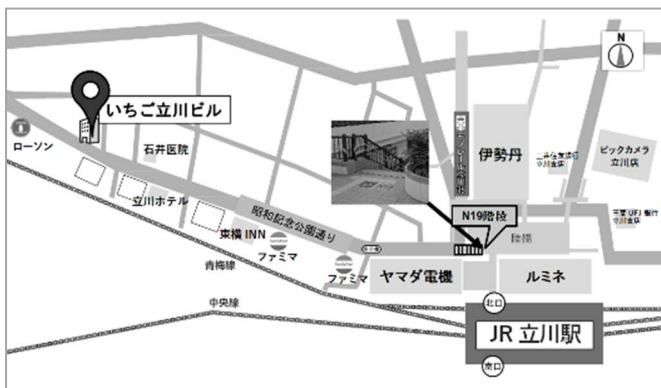 N
いちご立川ビル
ローソン
石井医院
立川ホテル
昭和記念公園通り
東横 INN
ファミマ
ファミマ
青梅線
中央線
伊勢丹
ビックカメラ
立川店
N19階段
ヤマダ電機
ルミネ
北口
JR 立川駅
南口